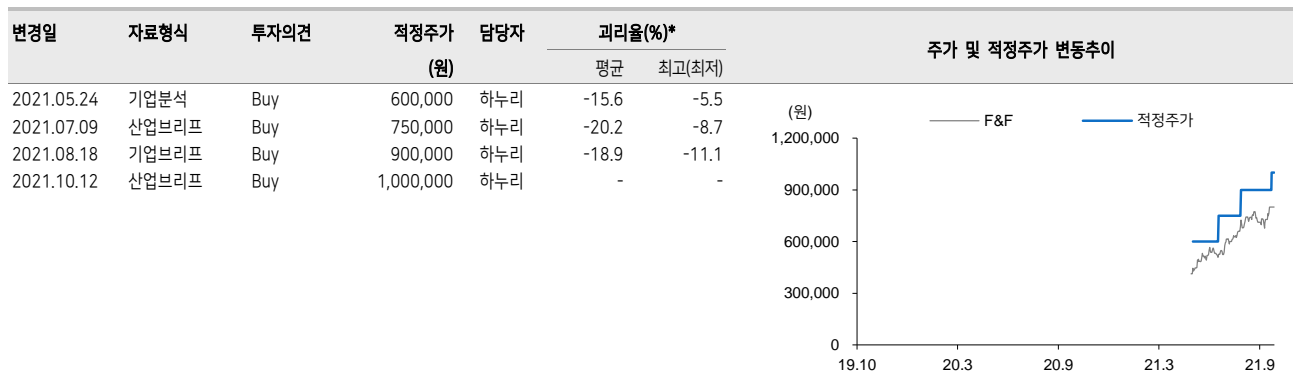 변경일 자료형식 투자의견 적정주가 담당자 괴리율(%)* 주가 및 적정주가 변동추이
(원) 평균 최고(최저)
2021.05.24 기업분석 Buy 600,000 하누리 -15.6 -5.5
2021.07.09 산업브리프 Buy 750,000 하누리 -20.2 -8.7
2021.08.18 기업브리프 Buy 900,000 하누리 -18.9 -11.1
2021.10.12 산업브리프 Buy 1,000,000 하누리 - -
(원) F&F 적정주가
1,200,000
900,000
600,000
300,000
0
19.10 20.3 20.9 21.3 21.9